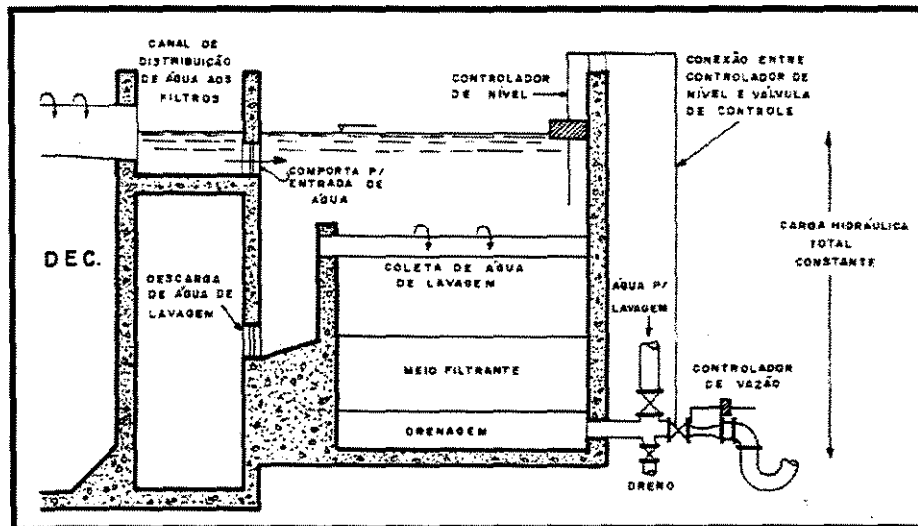 CANAL DE
DISTRIBUIÇÃO
DE ÁGUA AOS
FILTROS
CONTROLADOR
DE NÍVEL
CONEXÃO ENTRE
CONTROLADOR DE
NÍVEL E VÁLVULA
DE CONTROLE
COMPORTA P/
ENTRADA DE
ÁGUA
CARGA HIDRÁULICA
TOTAL
CONSTANTE
DEC.
DESCARGA
DE ÁGUA DE
LAVAGEM
COLETA DE ÁGUA
DE LAVAGEM
ÁGUA P/
LAVAGEM
MEIO FILTRANTE
CONTROLADOR
DE VAZÃO
DRENAGEM
DRENO